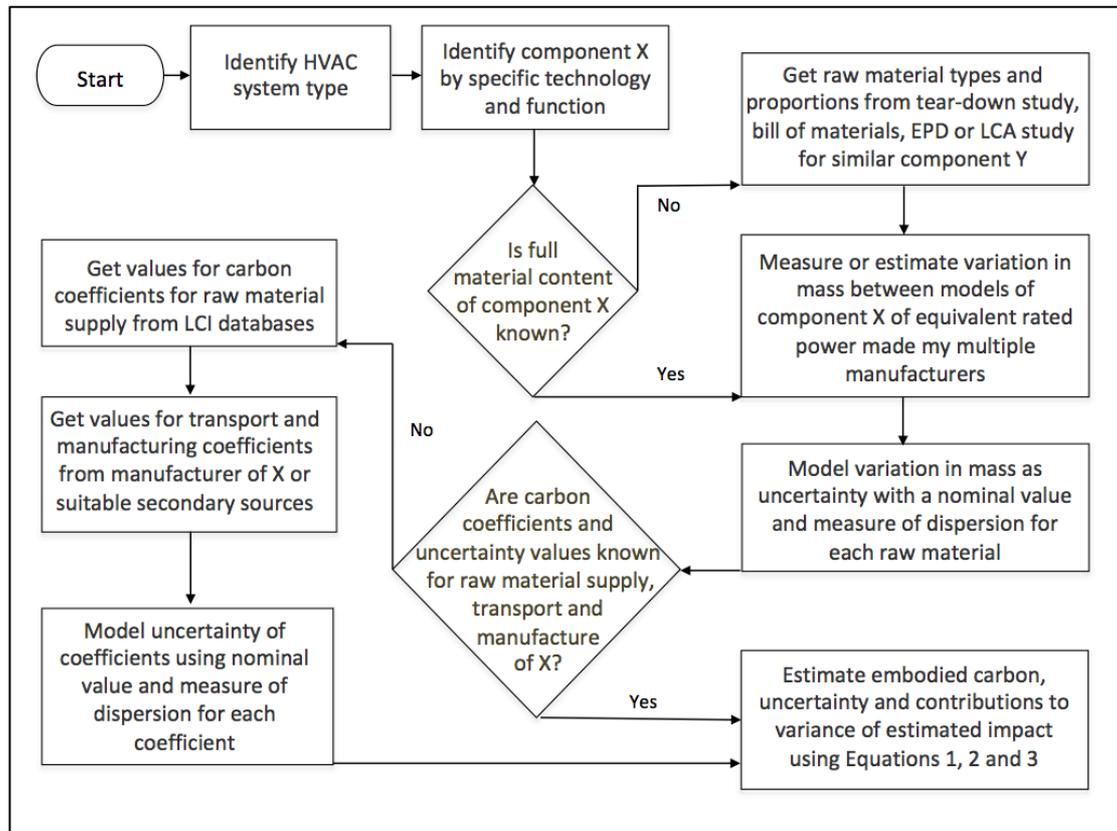 Start
Identify HVAC
system type
Identify component X
by specific technology
and function
Get raw material types and
proportions from tear-down study,
bill of materials, EPD or LCA study
for similar component Y
No
Is full
material content
of component X
known?
Yes
Measure or estimate variation in
mass between models of
component X of equivalent rated
power made my multiple
manufacturers
Model variation in mass as
uncertainty with a nominal value
and measure of dispersion for
each raw material
Are carbon
coefficients and
uncertainty values known
for raw material supply,
transport and
manufacture
of X?
No
Yes
Get values for carbon
coefficients for raw material
supply from LCI databases
Get values for transport and
manufacturing coefficients
from manufacturer of X or
suitable secondary sources
Model uncertainty of
coefficients using nominal
value and measure of
dispersion for each
coefficient
Estimate embodied carbon,
uncertainty and contributions to
variance of estimated impact
using Equations 1, 2 and 3